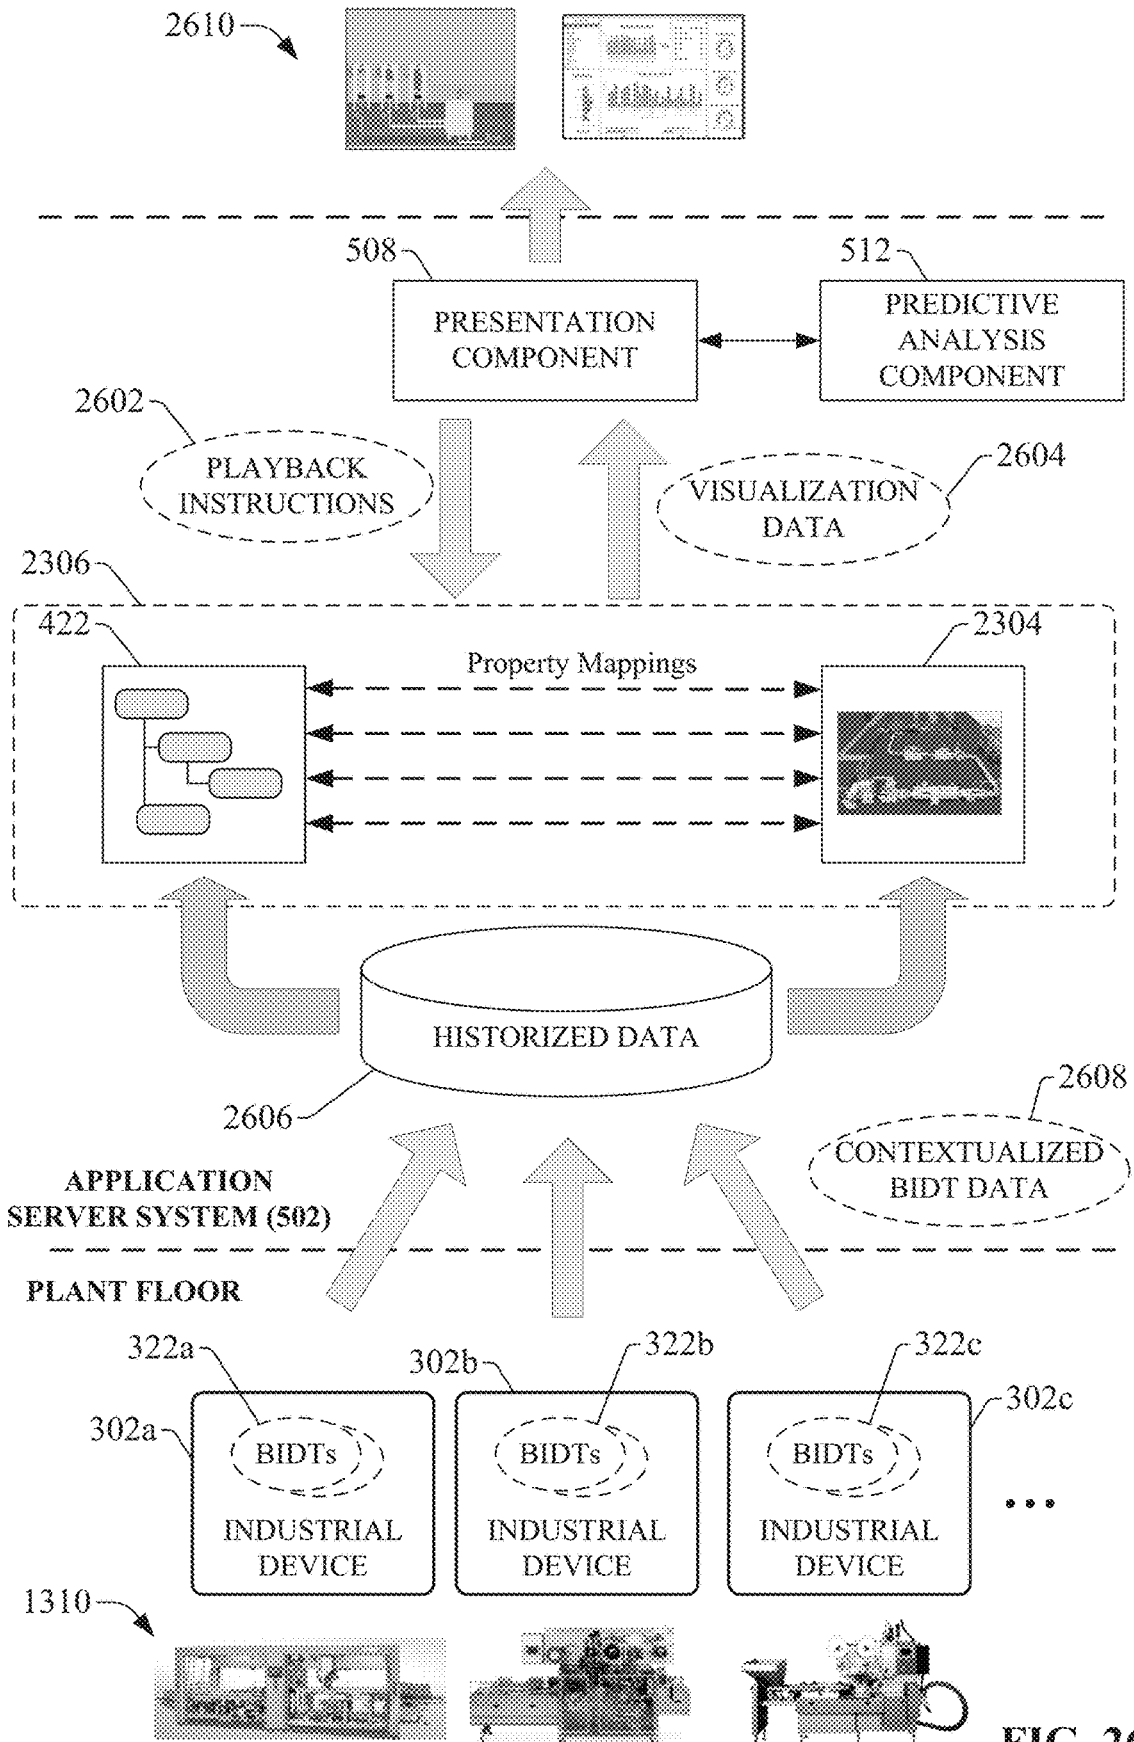 2610
508
512
PRESENTATION
COMPONENT
PREDICTIVE
ANALYSIS
COMPONENT
2602
PLAYBACK
INSTRUCTIONS
2604
VISUALIZATION
DATA
2306
422
Property Mappings
2304
HISTORIZED DATA
2606
2608
CONTEXTUALIZED
BIDT DATA
APPLICATION
SERVER SYSTEM (502)
PLANT FLOOR
322a
302b
322b
322c
302a
302c
BIDTs
BIDTs
BIDTs
INDUSTRIAL
DEVICE
INDUSTRIAL
DEVICE
INDUSTRIAL
DEVICE
•••
1310
FIG. 26